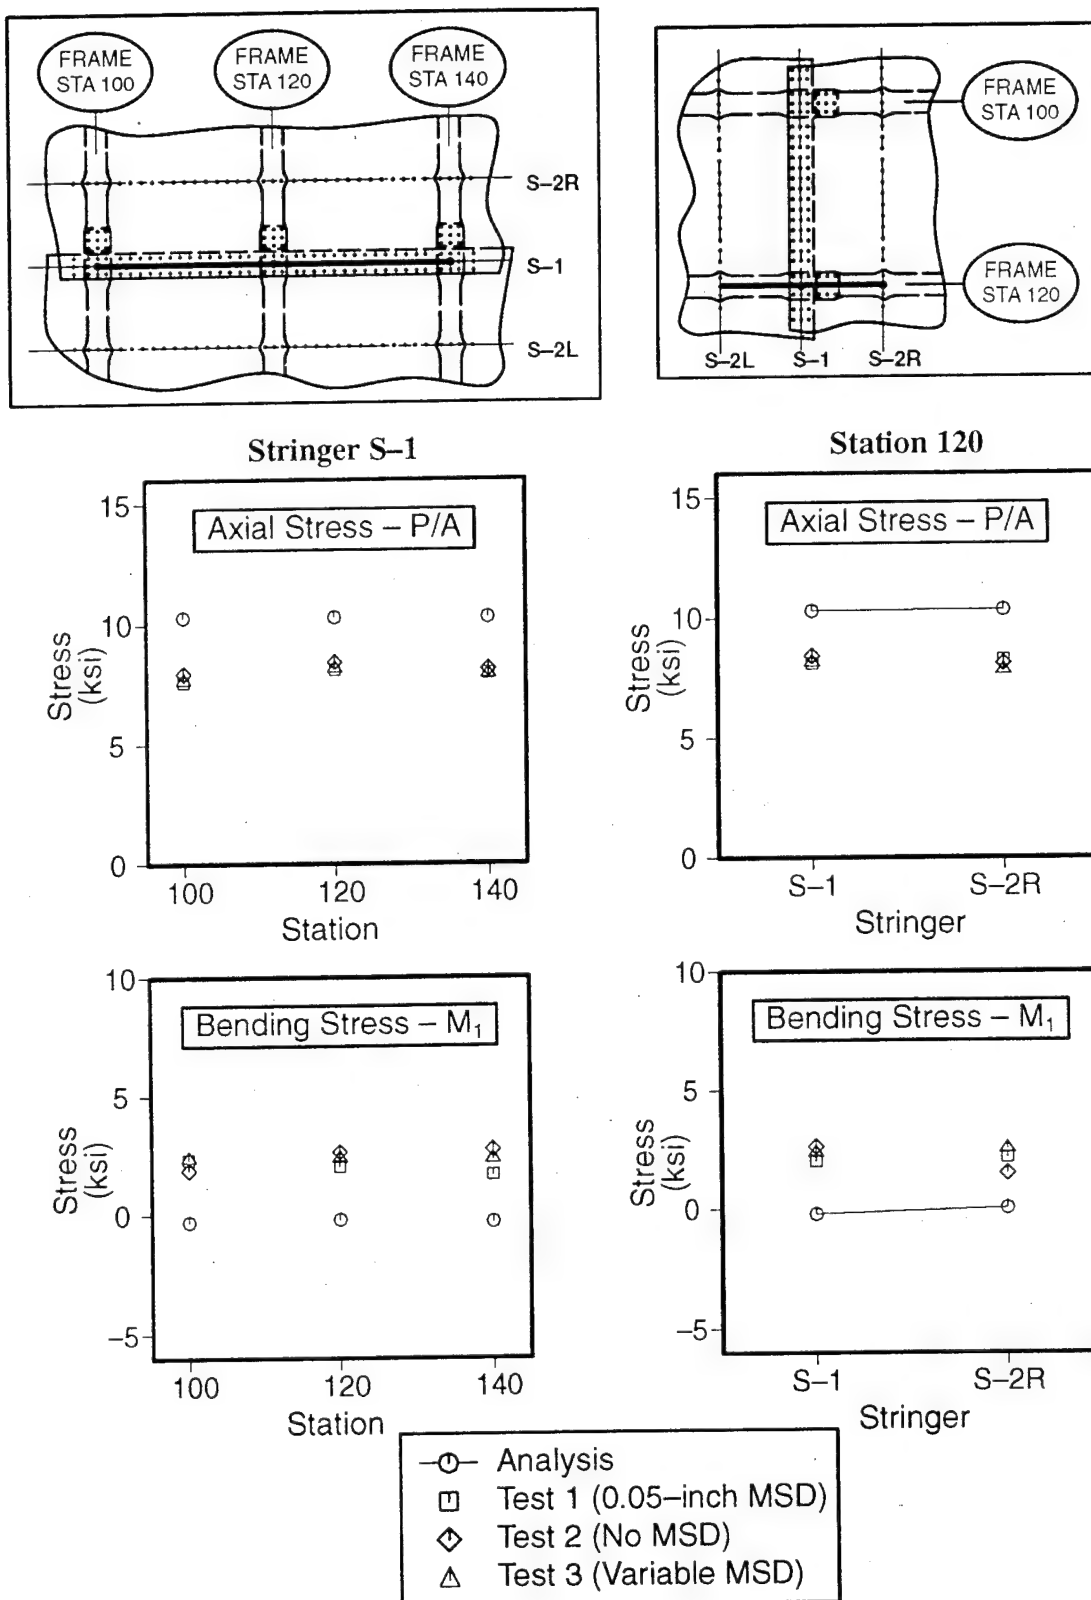 FRAME
STA 100
FRAME
STA 120
FRAME
STA 140
S–2R
S–1
S–2L
FRAME
STA 100
FRAME
STA 120
S–2L
S–1
S–2R
Stringer S–1
Axial Stress – P/A
Stress
(ksi)
15
10
5
0
100
120
140
Station
Station 120
Axial Stress – P/A
Stress
(ksi)
15
10
5
0
S–1
S–2R
Stringer
Bending Stress – M₁
Stress
(ksi)
10
5
0
–5
100
120
140
Station
Bending Stress – M₁
Stress
(ksi)
10
5
0
–5
S–1
S–2R
Stringer
Analysis
Test 1 (0.05–inch MSD)
Test 2 (No MSD)
Test 3 (Variable MSD)